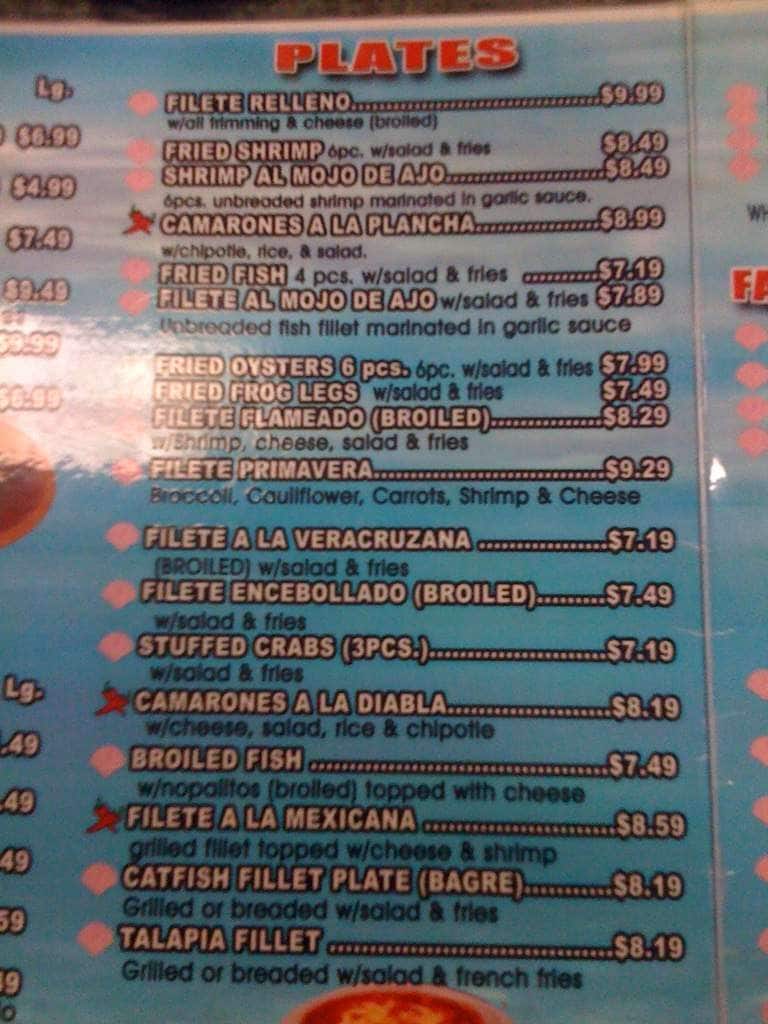 PLATES
Lg.
$6.99
$4.99
$7.49
$9.49
$9.99
$6.99
Lg.
.49
.49
49
59
FILETE RELLENO.....$9.99
w/all trimming & cheese (broiled)
FRIED SHRIMP 6pc. w/salad & fries $8.49
SHRIMP AL MOJO DE AJO.....$8.49
6pcs. unbreaded shrimp marinated in garlic sauce.
CAMARONES A LA PLANCHA.....$8.99
w/chipotle, rice, & salad.
FRIED FISH 4 pcs. w/salad & fries .....$7.19
FILETE AL MOJO DE AJO w/salad & fries $7.89
Unbreaded fish fillet marinated in garlic sauce
FRIED OYSTERS 6 pcs. 6pc. w/salad & fries $7.99
FRIED FROG LEGS w/salad & fries $7.49
FILETE FLAMEADO (BROILED).....$8.29
w/Shrimp, cheese, salad & fries
FILETE PRIMAVERA.....$9.29
Broccoli, Cauliflower, Carrots, Shrimp & Cheese
FILETE A LA VERACRUZANA .....$7.19
(BROILED) w/salad & fries
FILETE ENCEBOLLADO (BROILED).....$7.49
w/salad & fries
STUFFED CRABS (3PCS.).....$7.19
w/salad & fries
CAMARONES A LA DIABLA.....$8.19
w/cheese, salad, rice & chipotle
BROILED FISH .....$7.49
w/nopalitos (broiled) topped with cheese
FILETE A LA MEXICANA .....$8.59
grilled fillet topped w/cheese & shrimp
CATFISH FILLET PLATE (BAGRE).....$8.19
Grilled or breaded w/salad & fries
TALAPIA FILLET .....$8.19
Grilled or breaded w/salad & french fries
WH
FA